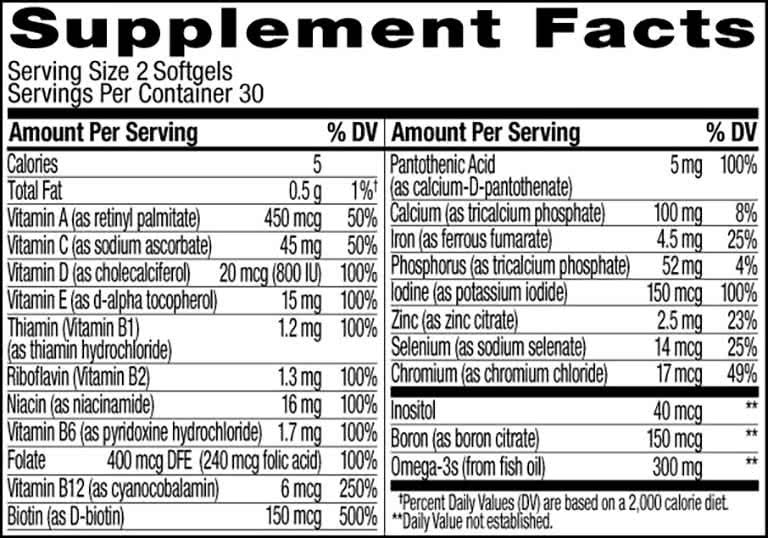 Supplement Facts
Serving Size 2 Softgels
Servings Per Container 30
Amount Per Serving % DV
Calories 5
Total Fat 0.5 g 1%†
Vitamin A (as retinyl palmitate) 450 mcg 50%
Vitamin C (as sodium ascorbate) 45 mg 50%
Vitamin D (as cholecalciferol) 20 mcg (800 IU) 100%
Vitamin E (as d-alpha tocopherol) 15 mg 100%
Thiamin (Vitamin B1) 1.2 mg 100%
(as thiamin hydrochloride)
Riboflavin (Vitamin B2) 1.3 mg 100%
Niacin (as niacinamide) 16 mg 100%
Vitamin B6 (as pyridoxine hydrochloride) 1.7 mg 100%
Folate 400 mcg DFE (240 mcg folic acid) 100%
Vitamin B12 (as cyanocobalamin) 6 mcg 250%
Biotin (as D-biotin) 150 mcg 500%
Amount Per Serving % DV
Pantothenic Acid 5 mg 100%
(as calcium-D-pantothenate)
Calcium (as tricalcium phosphate) 100 mg 8%
Iron (as ferrous fumarate) 4.5 mg 25%
Phosphorus (as tricalcium phosphate) 52 mg 4%
Iodine (as potassium iodide) 150 mcg 100%
Zinc (as zinc citrate) 2.5 mg 23%
Selenium (as sodium selenate) 14 mcg 25%
Chromium (as chromium chloride) 17 mcg 49%
Inositol 40 mcg **
Boron (as boron citrate) 150 mcg **
Omega-3s (from fish oil) 300 mg **
†Percent Daily Values (DV) are based on a 2,000 calorie diet.
**Daily Value not established.